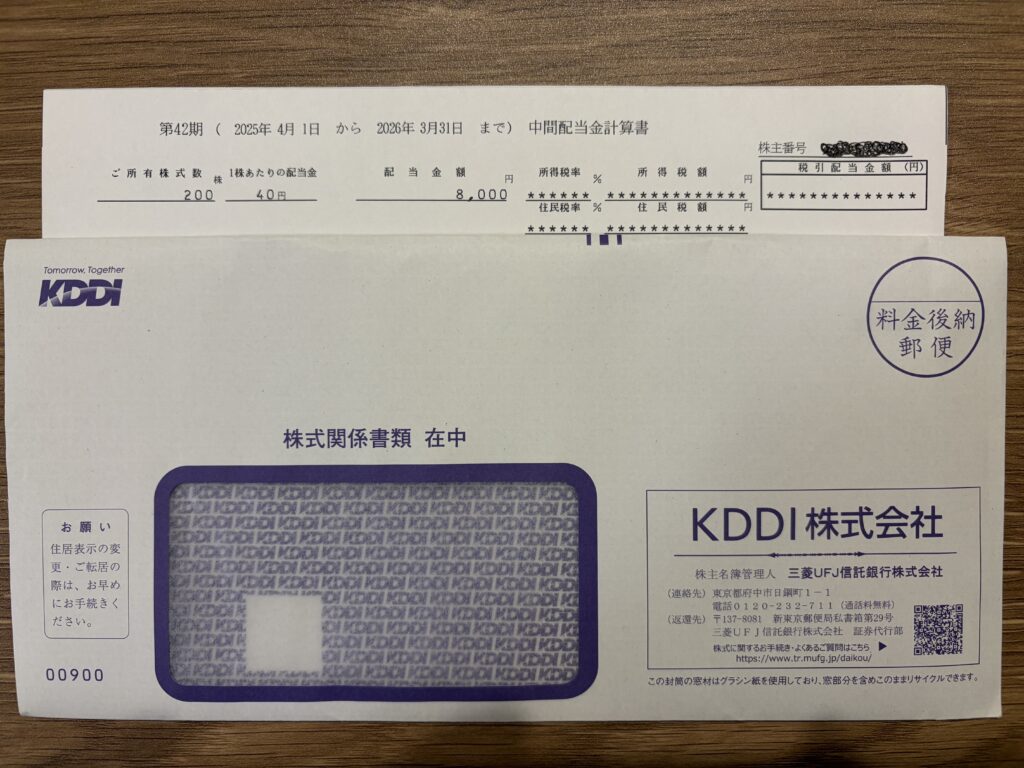 第42期 ( 2025年 4月 1日 から 2026年 3月31日 まで) 中間配当金計算書
株主番号
ご所有株式数 株 1株あたりの配当金 配当金額 円 所得税率 % 所得税額 円 税引配当金額 (円)
200 40円 8,000 ****** ************* **************
住民税率 % 住民税額 円
****** *************
Tomorrow, Together
KDDI
料金後納
郵便
株式関係書類 在中
お願い
住居表示の変
更・ご転居の
際は、お早め
にお手続きく
ださい。
00900
KDDI株式会社
株主名簿管理人 三菱UFJ信託銀行株式会社
(連絡先) 東京都府中市日鋼町1-1
電話0120-232-711 (通話料無料)
(返還先) 〒137-8081 新東京郵便局私書箱第29号
三菱UFJ信託銀行株式会社 証券代行部
株式に関するお手続き・よくあるご質問はこちら ▶
https://www.tr.mufg.jp/daikou/
この封筒の窓材はグラシン紙を使用しており、窓部分を含めこのままリサイクルできます。